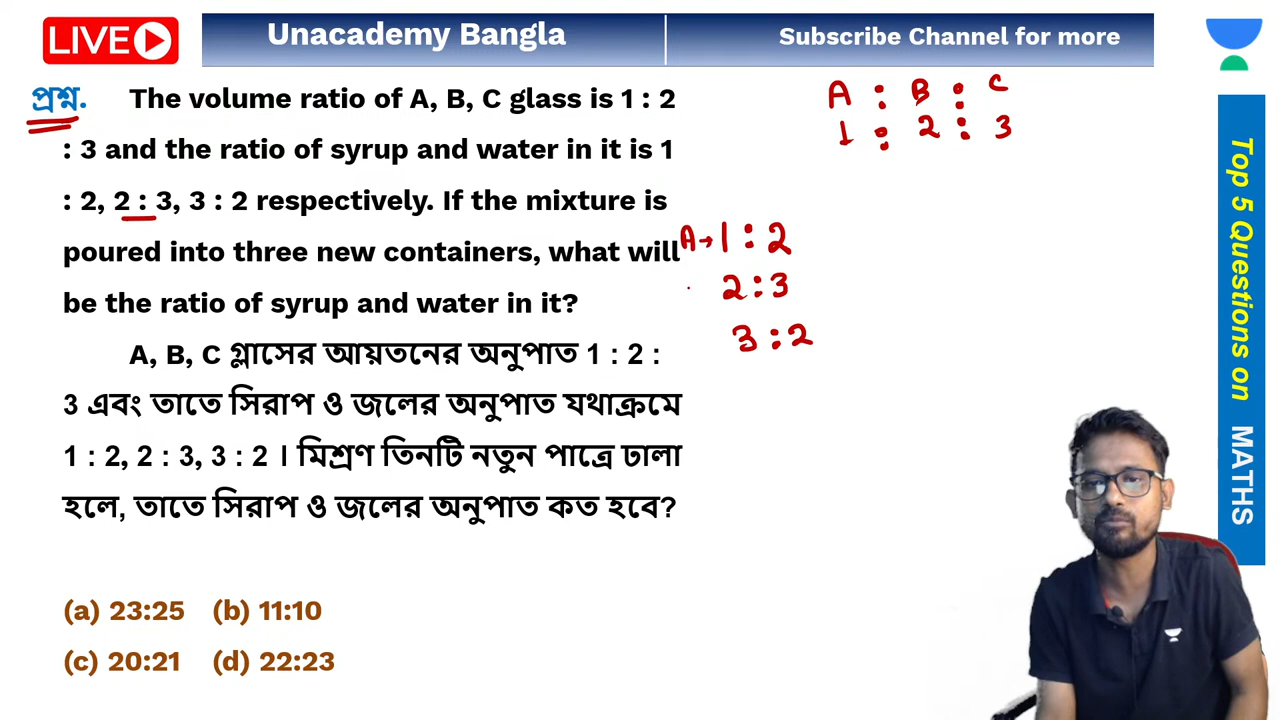 LIVE
Unacademy Bangla
Subscribe Channel for more
প্রশ্ন. The volume ratio of A, B, C glass is 1 : 2
: 3 and the ratio of syrup and water in it is 1
: 2, 2 : 3, 3 : 2 respectively. If the mixture is
poured into three new containers, what will
be the ratio of syrup and water in it?
A, B, C গ্লাসের আয়তনের অনুপাত 1 : 2 :
3 এবং তাতে সিরাপ ও জলের অনুপাত যথাক্রমে
1 : 2, 2 : 3, 3 : 2 । মিশ্রণ তিনটি নতুন পাত্রে ঢালা
হলে, তাতে সিরাপ ও জলের অনুপাত কত হবে?
(a) 23:25 (b) 11:10
(c) 20:21 (d) 22:23
A : B : C
1 : 2 : 3
A→ 1 : 2
2 : 3
3 : 2
Top 5 Questions on MATHS